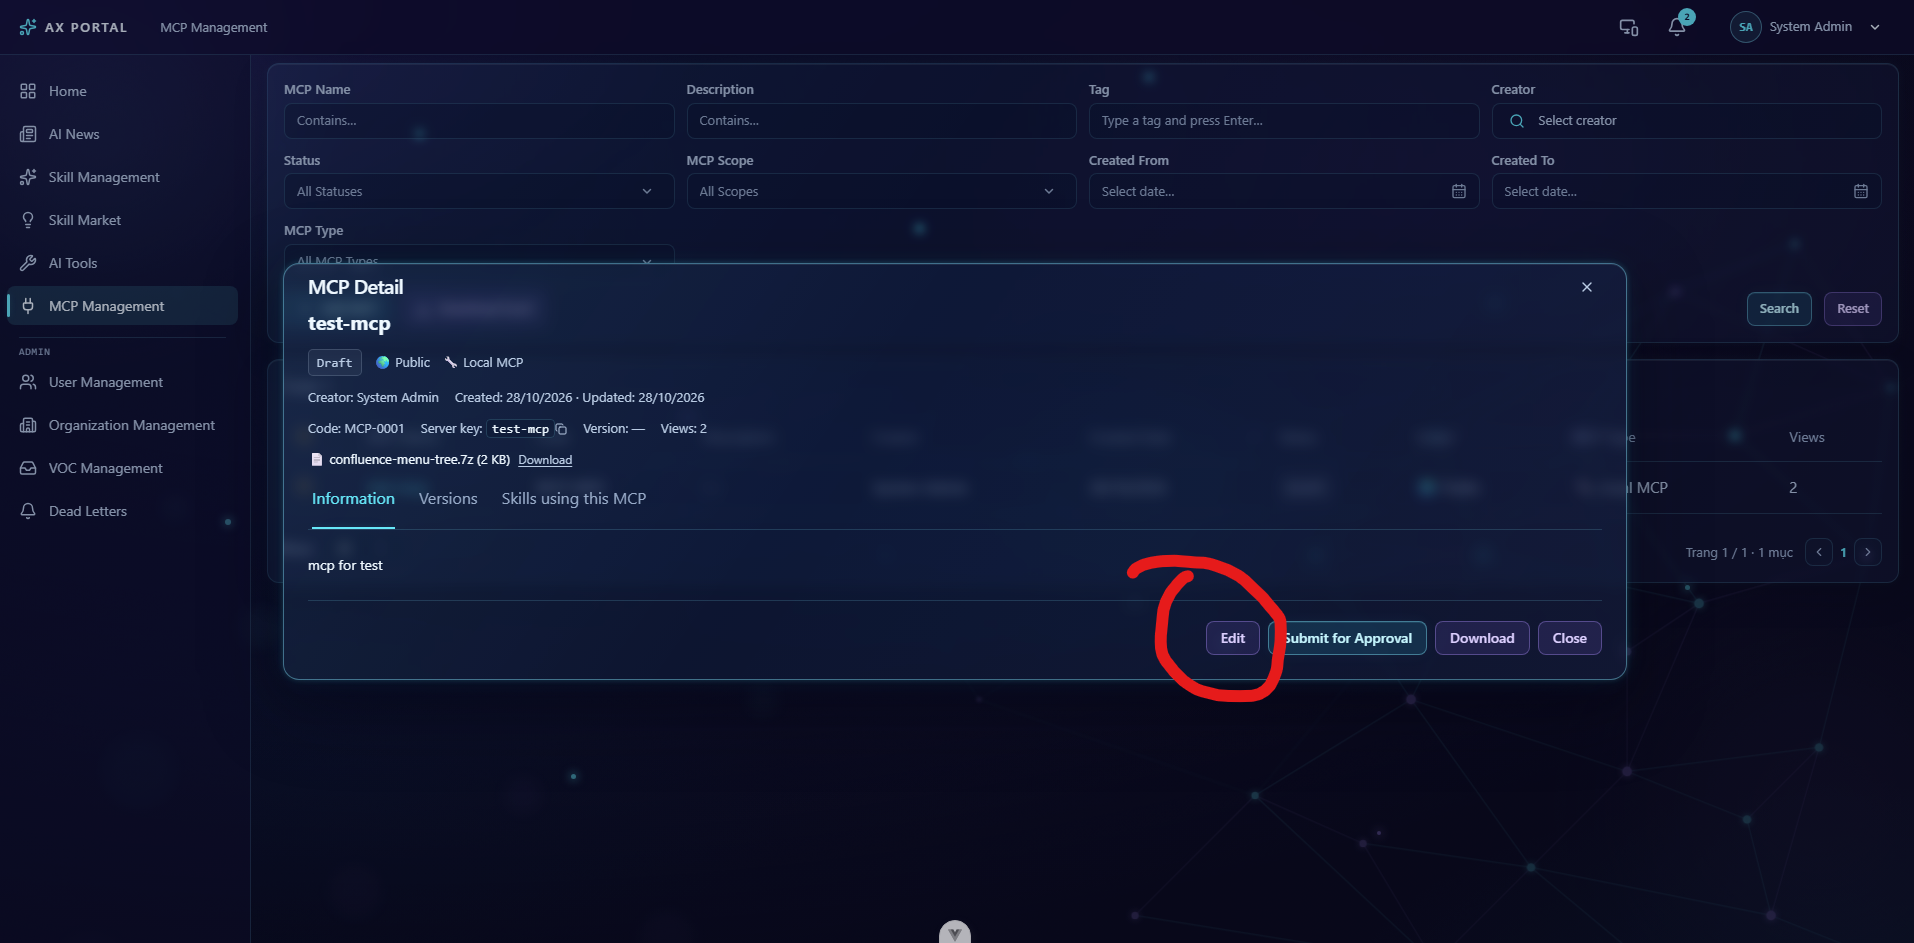 AX PORTAL
MCP Management
2
SA
System Admin
Home
AI News
Skill Management
Skill Market
AI Tools
MCP Management
ADMIN
User Management
Organization Management
VOC Management
Dead Letters
MCP Name
Description
Tag
Creator
Contains...
Contains...
Type a tag and press Enter...
Select creator
Status
MCP Scope
Created From
Created To
All Statuses
All Scopes
Select date...
Select date...
MCP Type
All MCP Types
Search
Reset
MCP Detail
test-mcp
Draft
Public
Local MCP
Creator: System Admin Created: 28/10/2026 · Updated: 28/10/2026
Code: MCP-0001 Server key: test-mcp Version: — Views: 2
confluence-menu-tree.7z (2 KB) Download
Information
Versions
Skills using this MCP
mcp for test
Edit
Submit for Approval
Download
Close
Views
MCP
2
Trang 1 / 1 · 1 mục
1